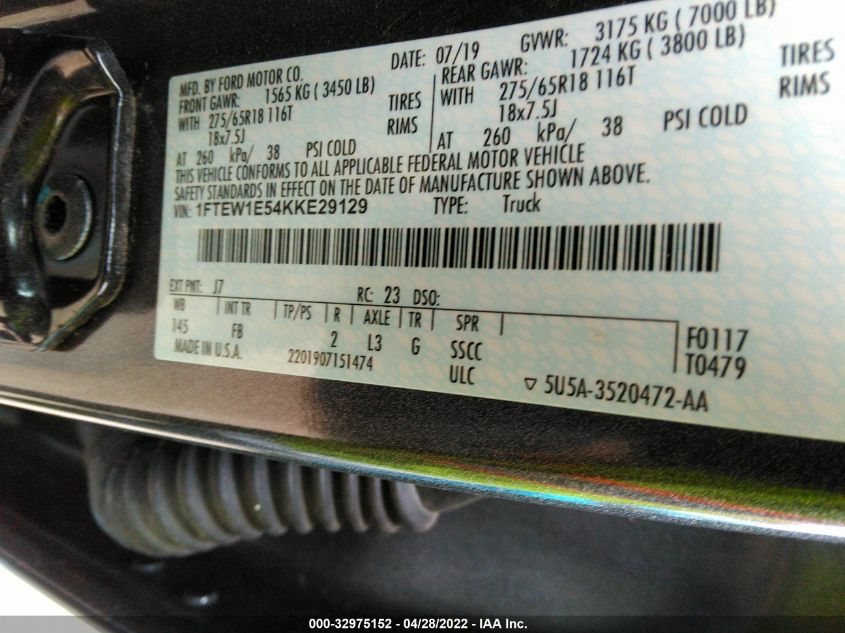 MFD. BY FORD MOTOR CO. DATE: 07/19 GVWR: 3175 KG ( 7000 LB)
FRONT GAWR: 1565 KG ( 3450 LB) REAR GAWR: 1724 KG ( 3800 LB)
WITH 275/65R18 116T TIRES WITH 275/65R18 116T TIRES
18x7.5J RIMS 18x7.5J RIMS
AT 260 kPa/ 38 PSI COLD AT 260 kPa/ 38 PSI COLD
THIS VEHICLE CONFORMS TO ALL APPLICABLE FEDERAL MOTOR VEHICLE
SAFETY STANDARDS IN EFFECT ON THE DATE OF MANUFACTURE SHOWN ABOVE.
VIN: 1FTEW1E54KKE29129 TYPE: Truck
EXT PNT: J7 RC: 23 DSO:
WB INT TR TP/PS R AXLE TR SPR
145 FB 2 L3 G SSCC F0117
MADE IN U.S.A. 2201907151474 ULC T0479
5U5A-3520472-AA
000-32975152 - 04/28/2022 - IAA Inc.